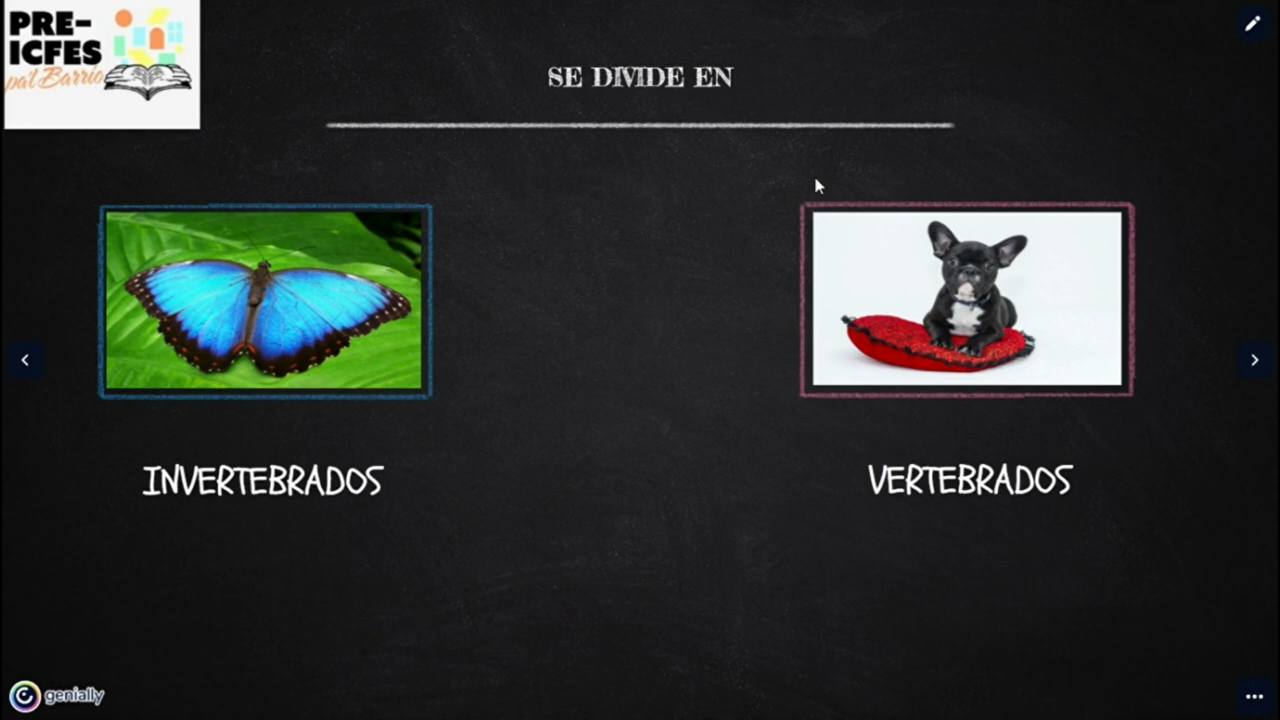 PRE-
ICFES
pa'l Barrio
SE DIVIDE EN
INVERTEBRADOS
VERTEBRADOS
genially